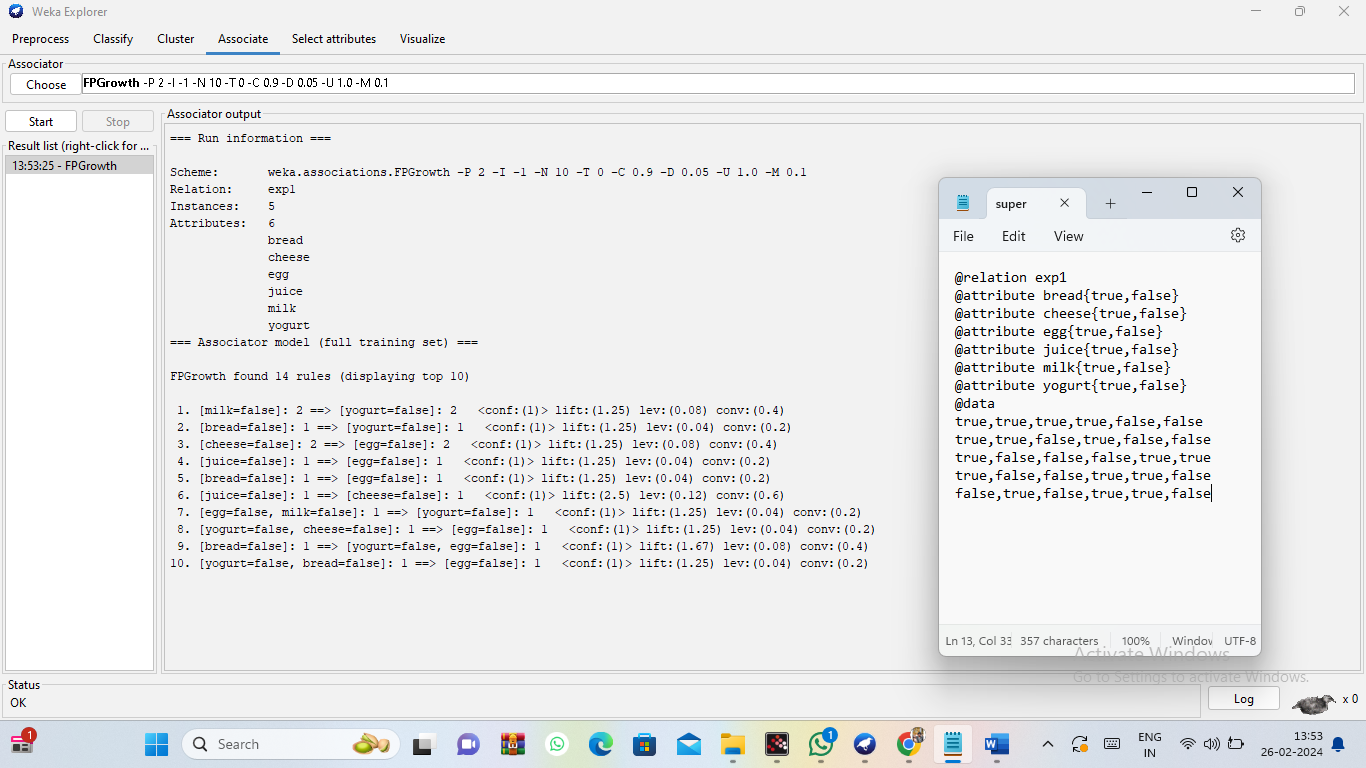 Weka Explorer
Preprocess Classify Cluster Associate Select attributes Visualize
Associator
Choose FPGrowth -P 2 -I -1 -N 10 -T 0 -C 0.9 -D 0.05 -U 1.0 -M 0.1
Start Stop
Result list (right-click for ...
13:53:25 - FPGrowth
Associator output
=== Run information ===
Scheme: weka.associations.FPGrowth -P 2 -I -1 -N 10 -T 0 -C 0.9 -D 0.05 -U 1.0 -M 0.1
Relation: exp1
Instances: 5
Attributes: 6
bread
cheese
egg
juice
milk
yogurt
=== Associator model (full training set) ===
FPGrowth found 14 rules (displaying top 10)
1. [milk=false]: 2 ==> [yogurt=false]: 2 <conf:(1)> lift:(1.25) lev:(0.08) conv:(0.4)
2. [bread=false]: 1 ==> [yogurt=false]: 1 <conf:(1)> lift:(1.25) lev:(0.04) conv:(0.2)
3. [cheese=false]: 2 ==> [egg=false]: 2 <conf:(1)> lift:(1.25) lev:(0.08) conv:(0.4)
4. [juice=false]: 1 ==> [egg=false]: 1 <conf:(1)> lift:(1.25) lev:(0.04) conv:(0.2)
5. [bread=false]: 1 ==> [egg=false]: 1 <conf:(1)> lift:(1.25) lev:(0.04) conv:(0.2)
6. [juice=false]: 1 ==> [cheese=false]: 1 <conf:(1)> lift:(2.5) lev:(0.12) conv:(0.6)
7. [egg=false, milk=false]: 1 ==> [yogurt=false]: 1 <conf:(1)> lift:(1.25) lev:(0.04) conv:(0.2)
8. [yogurt=false, cheese=false]: 1 ==> [egg=false]: 1 <conf:(1)> lift:(1.25) lev:(0.04) conv:(0.2)
9. [bread=false]: 1 ==> [yogurt=false, egg=false]: 1 <conf:(1)> lift:(1.67) lev:(0.08) conv:(0.4)
10. [yogurt=false, bread=false]: 1 ==> [egg=false]: 1 <conf:(1)> lift:(1.25) lev:(0.04) conv:(0.2)
super
File Edit View
@relation exp1
@attribute bread{true,false}
@attribute cheese{true,false}
@attribute egg{true,false}
@attribute juice{true,false}
@attribute milk{true,false}
@attribute yogurt{true,false}
@data
true,true,true,true,false,false
true,true,false,true,false,false
true,false,false,false,true,true
true,false,false,true,true,false
false,true,false,true,true,false
Ln 13, Col 33 357 characters 100% Window UTF-8
Activate Windows
Go to Settings to activate Windows.
Status
OK
Log
x 0
1
Search
1
ENG
IN
13:53
26-02-2024